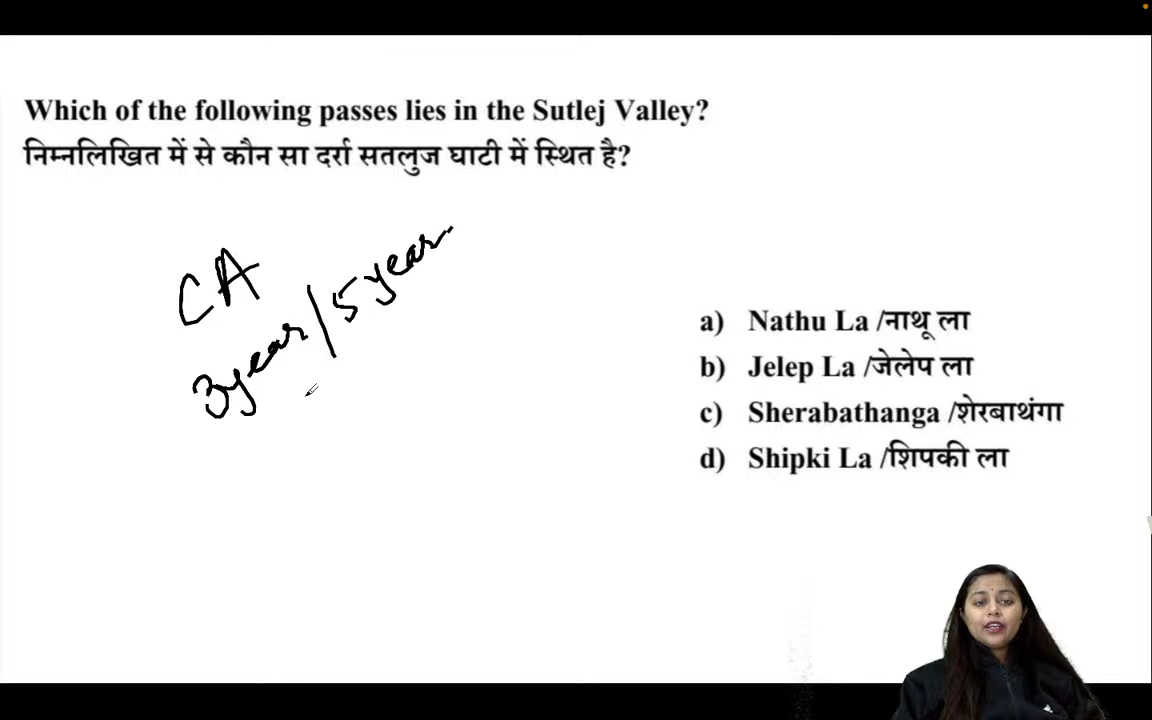 Which of the following passes lies in the Sutlej Valley?
निम्नलिखित में से कौन सा दर्रा सतलुज घाटी में स्थित है?
CA
3year/5year
a) Nathu La /नाथू ला
b) Jelep La /जेलेप ला
c) Sherabathanga /शेरबाथंगा
d) Shipki La /शिपकी ला